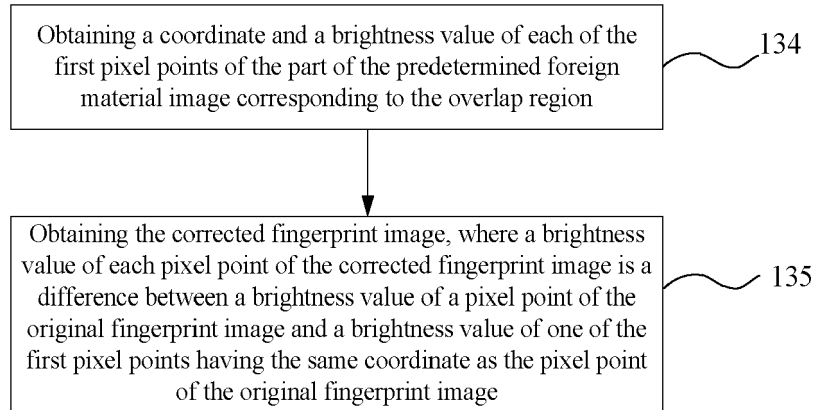 Obtaining a coordinate and a brightness value of each of the
first pixel points of the part of the predetermined foreign
material image corresponding to the overlap region
134
Obtaining the corrected fingerprint image, where a brightness
value of each pixel point of the corrected fingerprint image is a
difference between a brightness value of a pixel point of the
original fingerprint image and a brightness value of one of the
first pixel points having the same coordinate as the pixel point
of the original fingerprint image
135